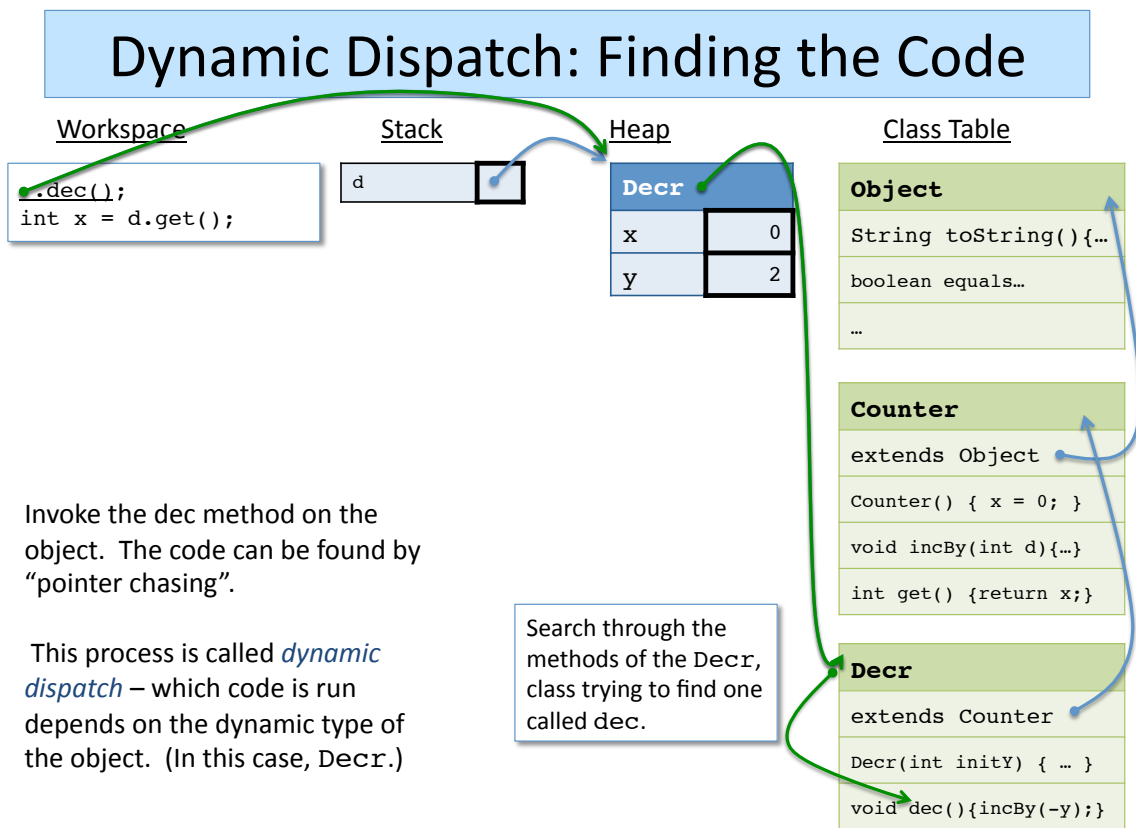 Dynamic Dispatch: Finding the Code
Workspace
Stack
Heap
Class Table
.dec();
int x = d.get();
d
Decr
x 0
y 2
Object
String toString(){…
boolean equals…
…
Counter
extends Object
Counter() { x = 0; }
void incBy(int d){…}
int get() {return x;}
Decr
extends Counter
Decr(int initY) { … }
void dec(){incBy(-y);}
Invoke the dec method on the
object. The code can be found by
“pointer chasing”.
This process is called dynamic
dispatch – which code is run
depends on the dynamic type of
the object. (In this case, Decr.)
Search through the
methods of the Decr,
class trying to find one
called dec.